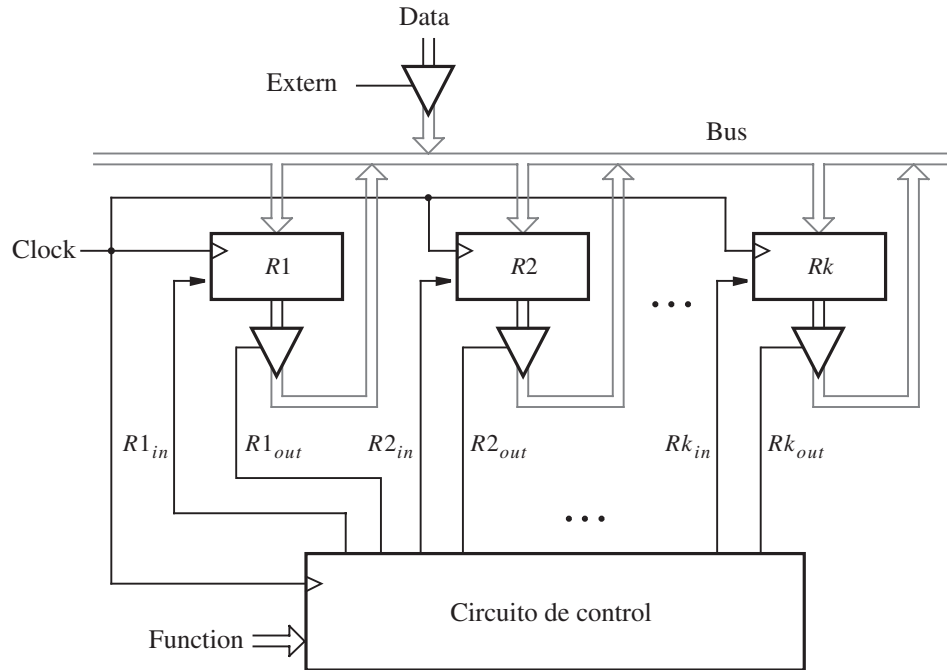 Data
Extern
Bus
Clock
R1
R2
Rk
R1in
R1out
R2in
R2out
Rkin
Rkout
Circuito de control
Function